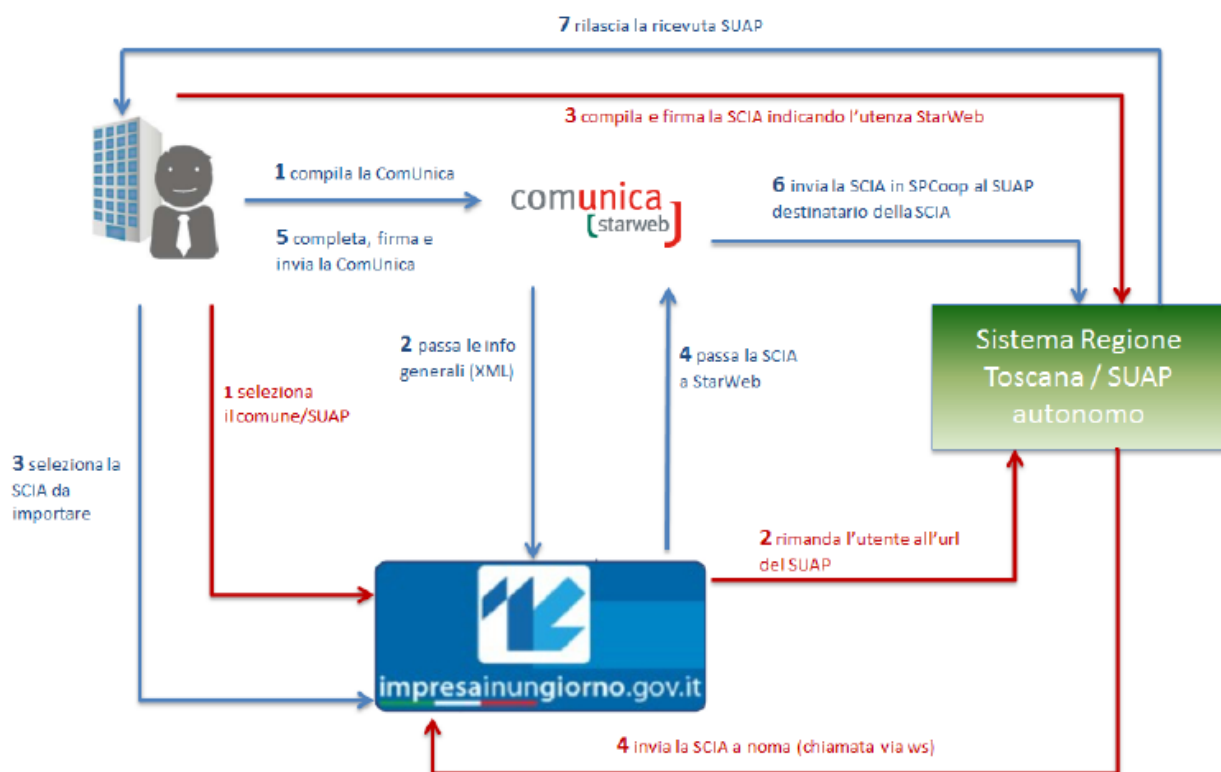 7 rilascia la ricevuta SUAP
3 compila e firma la SCIA indicando l'utenza StarWeb
1 compila la ComUnica
comunica
[starweb]
6 invia la SCIA in SPCoop al SUAP
destinatario della SCIA
5 completa, firma e
invia la ComUnica
2 passa le info
generali (XML)
4 passa la SCIA
a StarWeb
Sistema Regione
Toscana / SUAP
autonomo
1 seleziona
il comune/SUAP
3 seleziona la
SCIA da
importare
2 rimanda l'utente all'url
del SUAP
impresainungiorno.gov.it
4 invia la SCIA a noma (chiamata via ws)